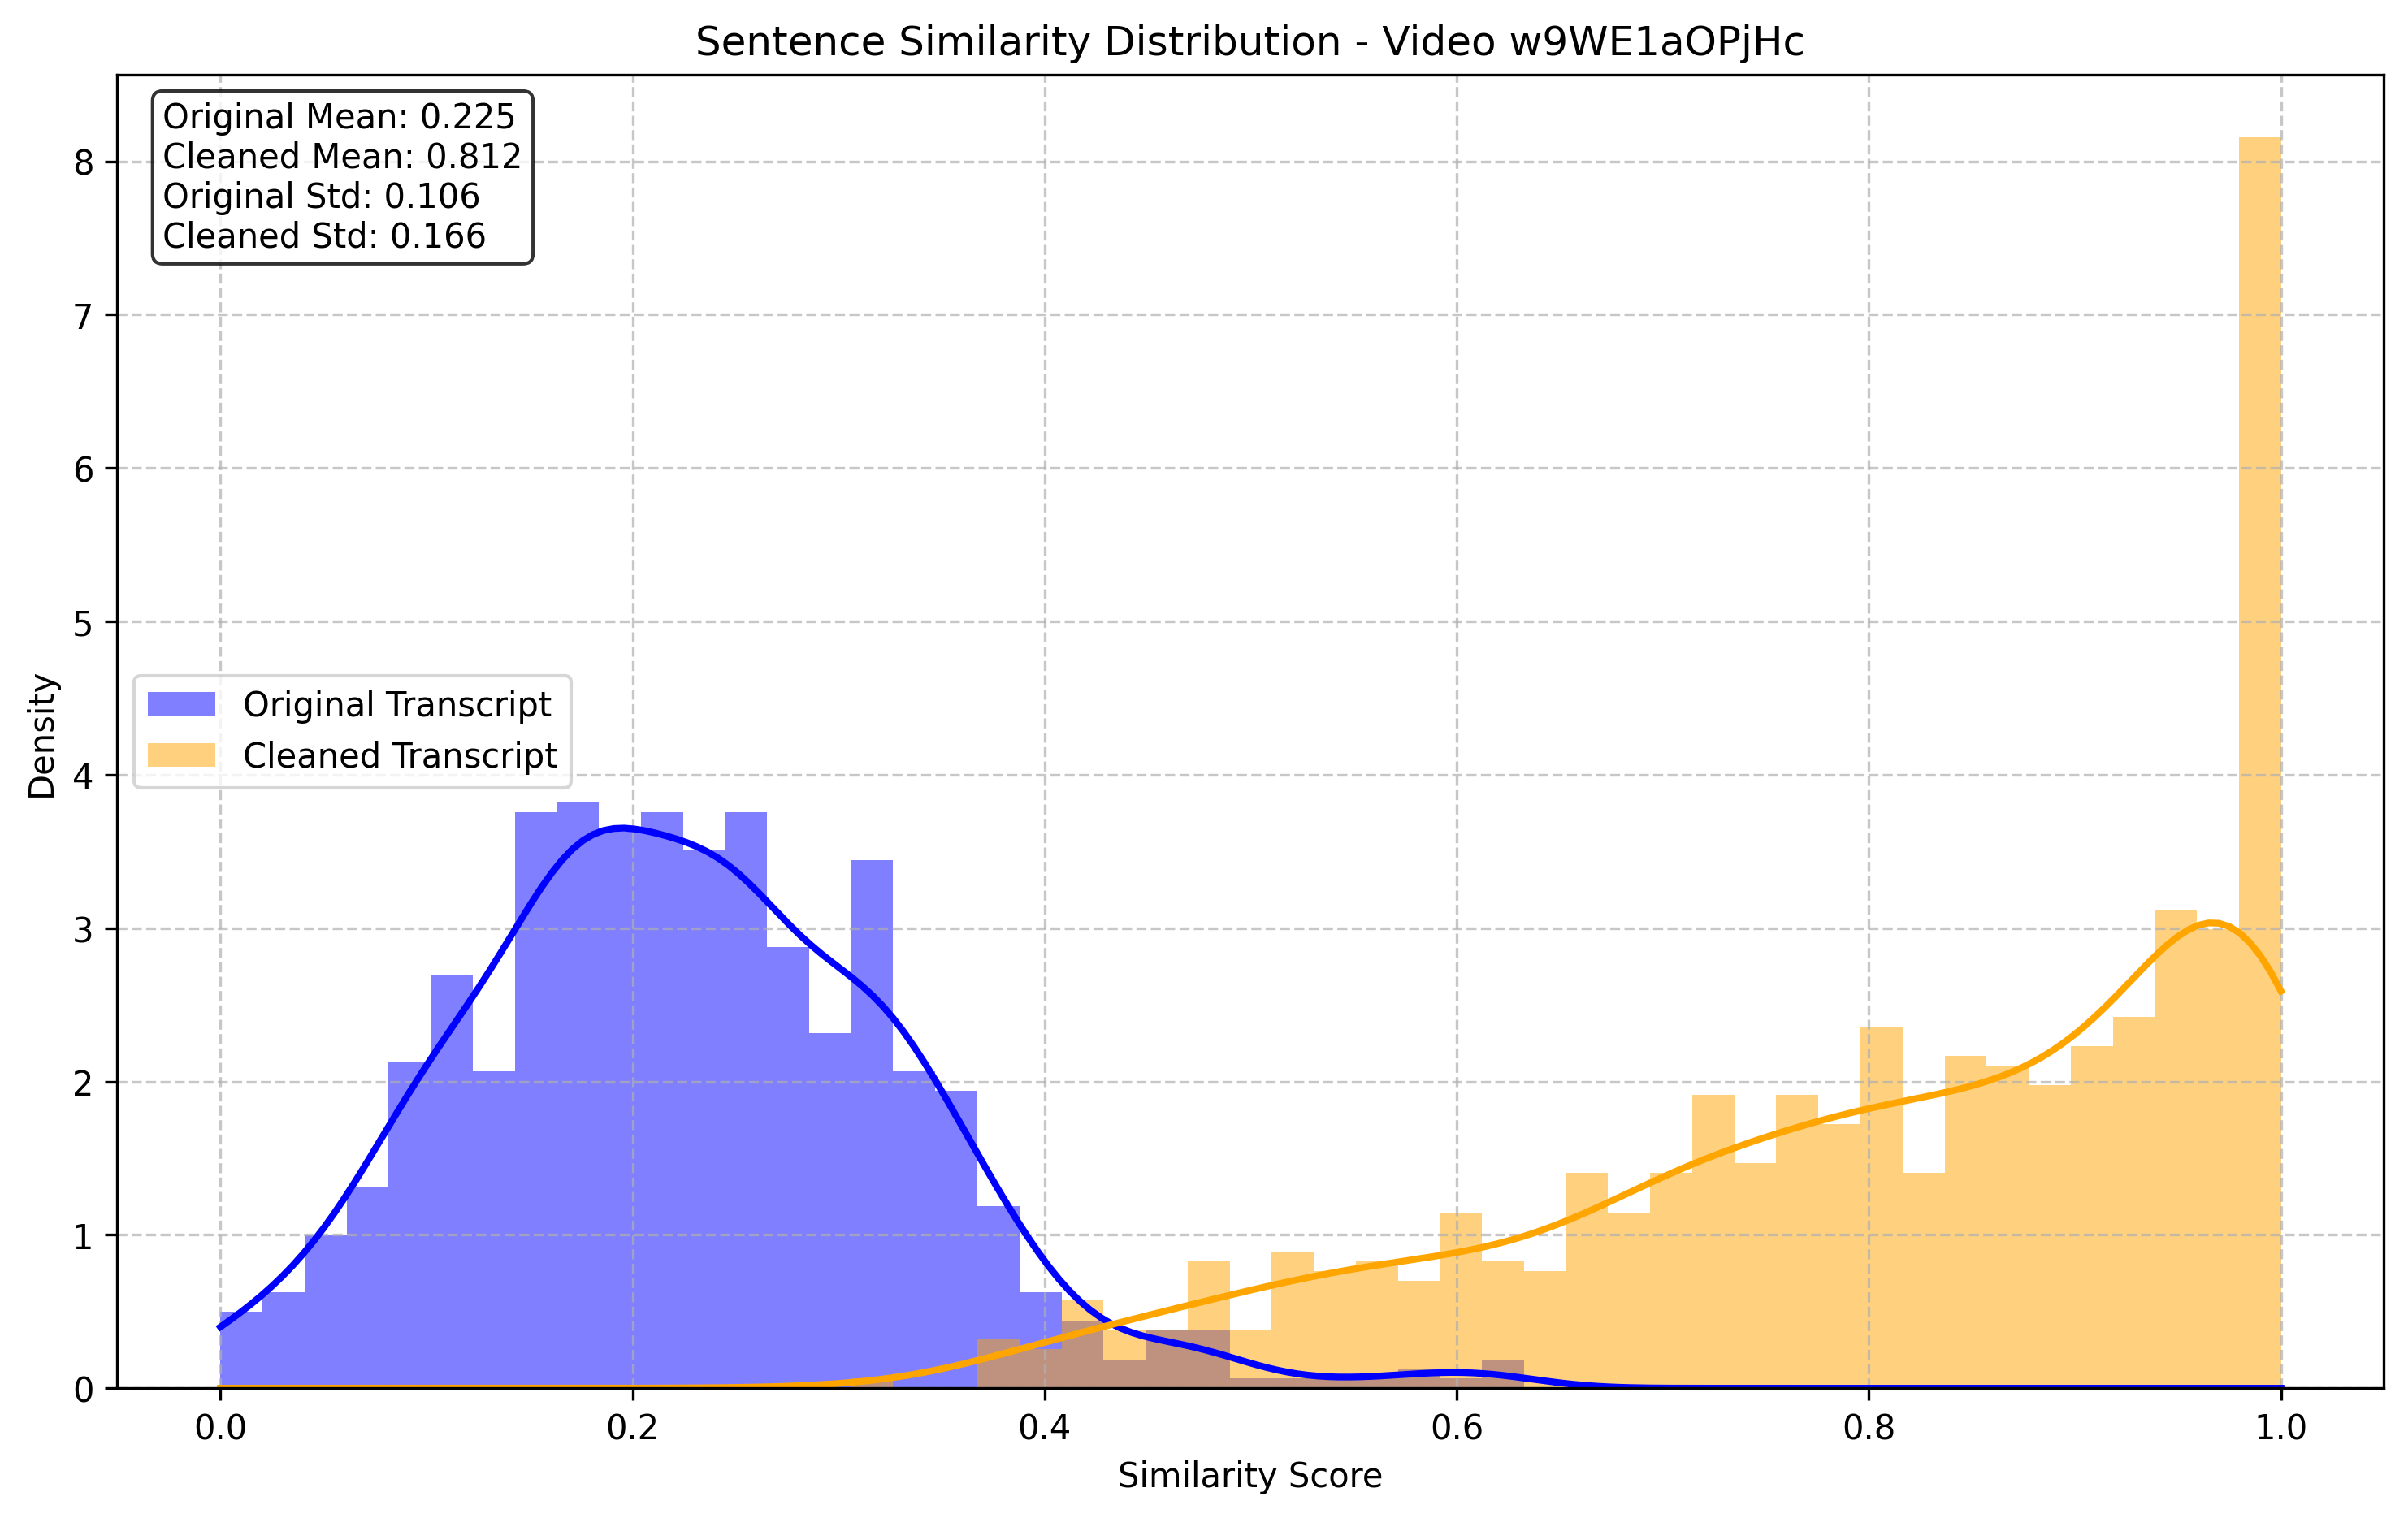 Sentence Similarity Distribution - Video w9WE1aOPjHc
Original Mean: 0.225
Cleaned Mean: 0.812
Original Std: 0.106
Cleaned Std: 0.166
8
7
6
5
4
3
2
1
0
Density
Original Transcript
Cleaned Transcript
0.0 0.2 0.4 0.6 0.8 1.0
Similarity Score